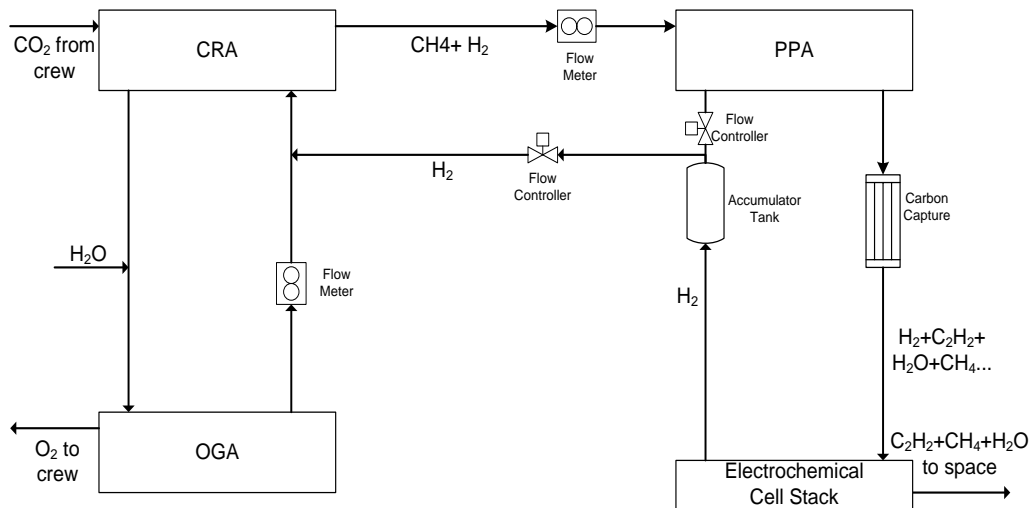 CO₂ from
crew
CRA
CH4+ H₂
Flow
Meter
PPA
Flow
Controller
H₂
Flow
Controller
Accumulator
Tank
Carbon
Capture
H₂O
Flow
Meter
H₂
H₂+C₂H₂+
H₂O+CH₄...
O₂ to
crew
OGA
Electrochemical
Cell Stack
C₂H₂+CH₄+H₂O
to space